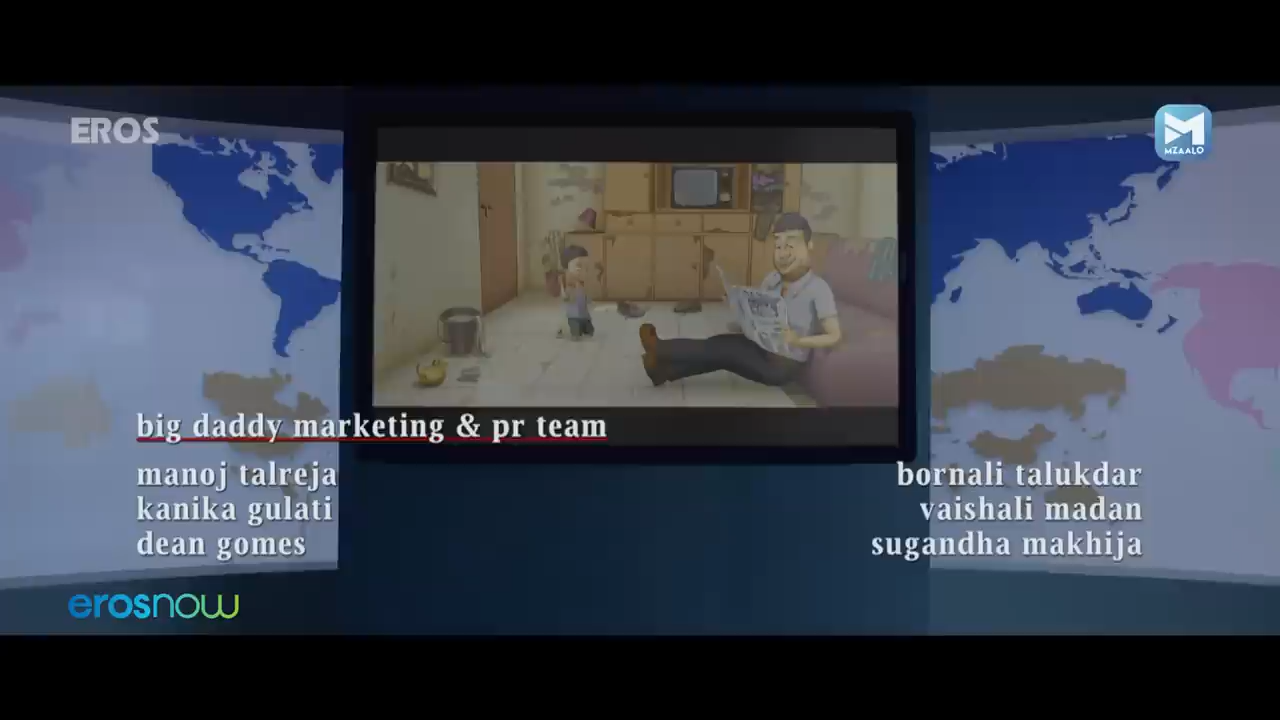 EROS
MZAALO
big daddy marketing & pr team
manoj talreja
kanika gulati
dean gomes
bornali talukdar
vaishali madan
sugandha makhija
erosnow